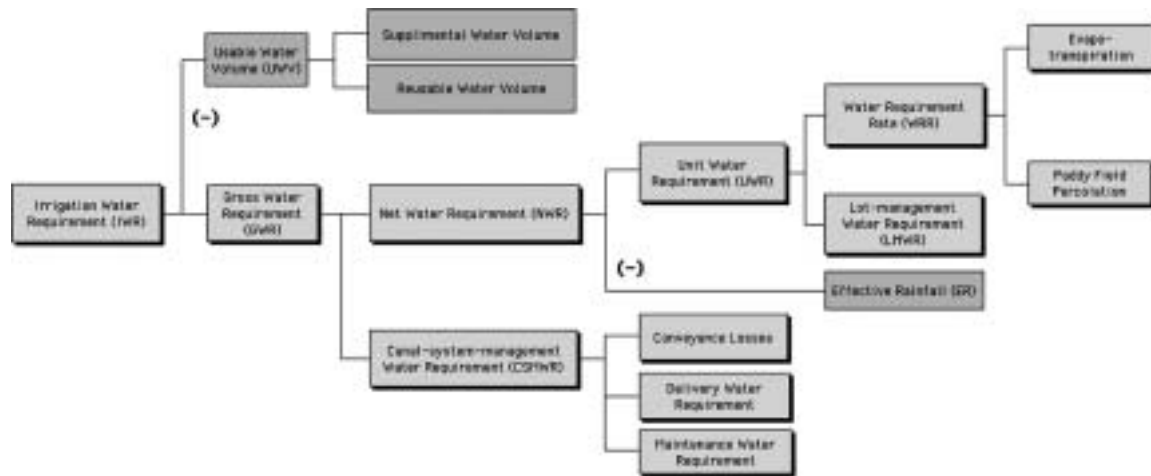 Usable Water
Volume (UWV)
Supplimental Water Volume
Reusable Water Volume
(-)
Irrigation Water
Requirement (IWR)
Gross Water
Requirement
(GWR)
Net Water Requirement (NWR)
Canal-system-management
Water Requirement (CSMWR)
Unit Water
Requirement (UWR)
Water Requirement
Rate (WRR)
Evapo-
transpiration
Paddy Field
Percolation
Lot-management
Water Requirement
(LMWR)
(-)
Effective Rainfall (ER)
Conveyance Losses
Delivery Water
Requirement
Maintenance Water
Requirement